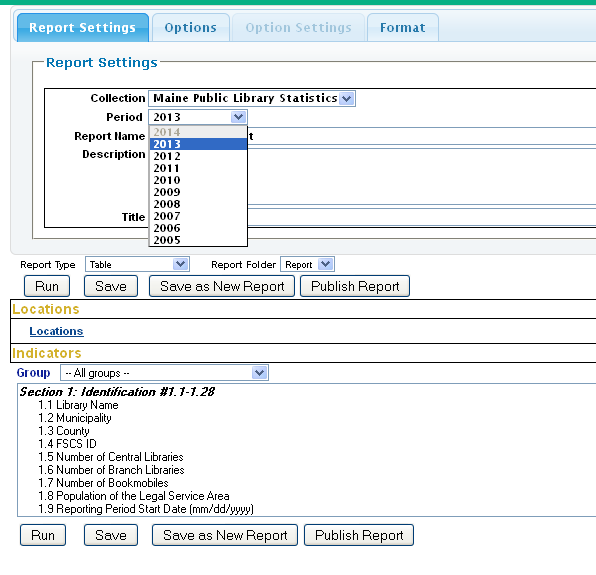 Report Settings Options Option Settings Format
Report Settings
Collection Maine Public Library Statistics
Period 2013
Report Name t
2014
2013
Description
2012
2011
2010
2009
2008
Title
2007
2006
2005
Report Type Table Report Folder Report
Run Save Save as New Report Publish Report
Locations
Locations
Indicators
Group -- All groups --
Section 1: Identification #1.1-1.28
1.1 Library Name
1.2 Municipality
1.3 County
1.4 FSCS ID
1.5 Number of Central Libraries
1.6 Number of Branch Libraries
1.7 Number of Bookmobiles
1.8 Population of the Legal Service Area
1.9 Reporting Period Start Date (mm/dd/yyyy)
Run Save Save as New Report Publish Report